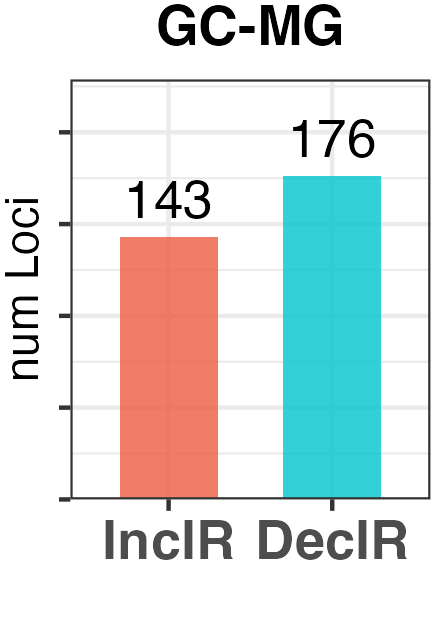 GC-MG
176
143
num Loci
IncIR DecIR